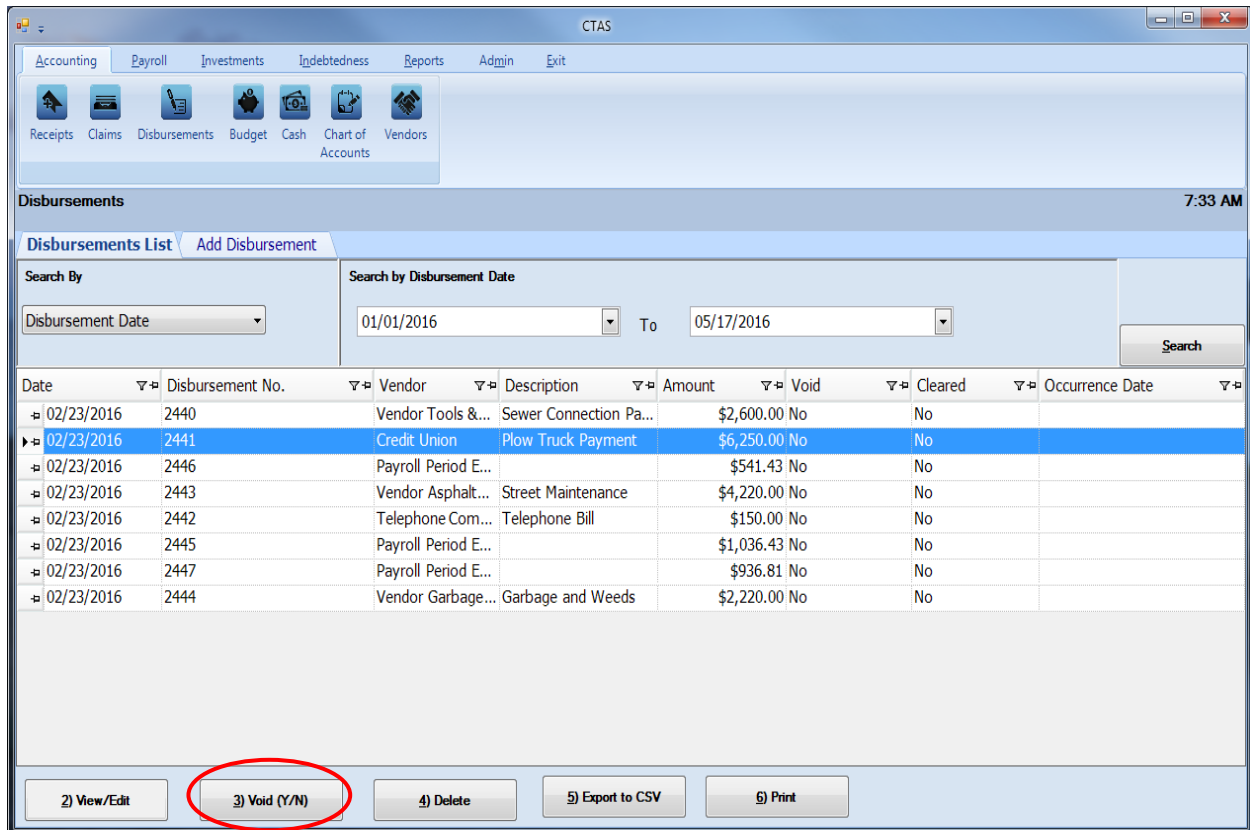 CTAS
Accounting Payroll Investments Indebtedness Reports Admin Exit
Receipts Claims Disbursements Budget Cash Chart of Accounts Vendors
Disbursements 7:33 AM
Disbursements List Add Disbursement
Search By Search by Disbursement Date
Disbursement Date 01/01/2016 To 05/17/2016
Search
Date Disbursement No. Vendor Description Amount Void Cleared Occurrence Date
02/23/2016 2440 Vendor Tools &... Sewer Connection Pa... $2,600.00 No No
02/23/2016 2441 Credit Union Plow Truck Payment $6,250.00 No No
02/23/2016 2446 Payroll Period E... $541.43 No No
02/23/2016 2443 Vendor Asphalt... Street Maintenance $4,220.00 No No
02/23/2016 2442 Telephone Com... Telephone Bill $150.00 No No
02/23/2016 2445 Payroll Period E... $1,036.43 No No
02/23/2016 2447 Payroll Period E... $936.81 No No
02/23/2016 2444 Vendor Garbage... Garbage and Weeds $2,220.00 No No
2) View/Edit 3) Void (Y/N) 4) Delete 5) Export to CSV 6) Print